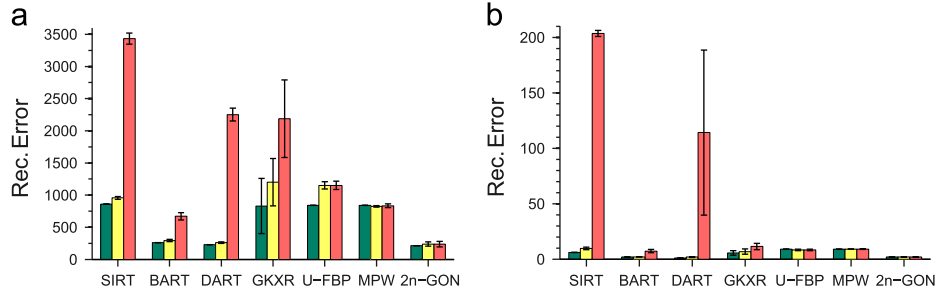 a
b
Rec. Error
3500
3000
2500
2000
1500
1000
500
0
SIRT BART DART GKXR U−FBP MPW 2n−GON
Rec. Error
200
150
100
50
0
SIRT BART DART GKXR U−FBP MPW 2n−GON